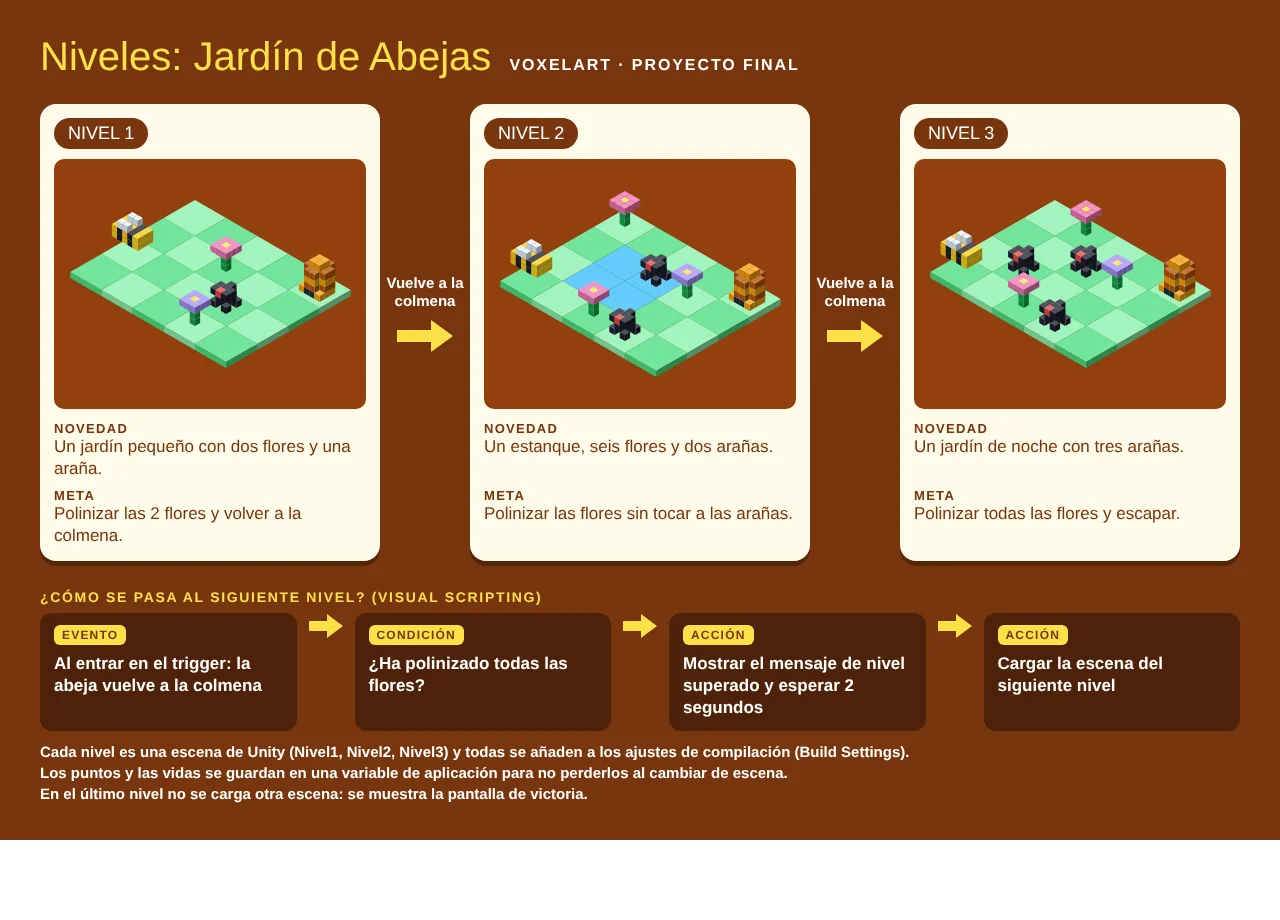 Niveles: Jardín de Abejas
VOXELART · PROYECTO FINAL
NIVEL 1
NOVEDAD
Un jardín pequeño con dos flores y una
araña.
META
Polinizar las 2 flores y volver a la
colmena.
Vuelve a la
colmena
NIVEL 2
NOVEDAD
Un estanque, seis flores y dos arañas.
META
Polinizar las flores sin tocar a las arañas.
Vuelve a la
colmena
NIVEL 3
NOVEDAD
Un jardín de noche con tres arañas.
META
Polinizar todas las flores y escapar.
¿CÓMO SE PASA AL SIGUIENTE NIVEL? (VISUAL SCRIPTING)
EVENTO
Al entrar en el trigger: la
abeja vuelve a la colmena
CONDICIÓN
¿Ha polinizado todas las
flores?
ACCIÓN
Mostrar el mensaje de nivel
superado y esperar 2
segundos
ACCIÓN
Cargar la escena del
siguiente nivel
Cada nivel es una escena de Unity (Nivel1, Nivel2, Nivel3) y todas se añaden a los ajustes de compilación (Build Settings).
Los puntos y las vidas se guardan en una variable de aplicación para no perderlos al cambiar de escena.
En el último nivel no se carga otra escena: se muestra la pantalla de victoria.